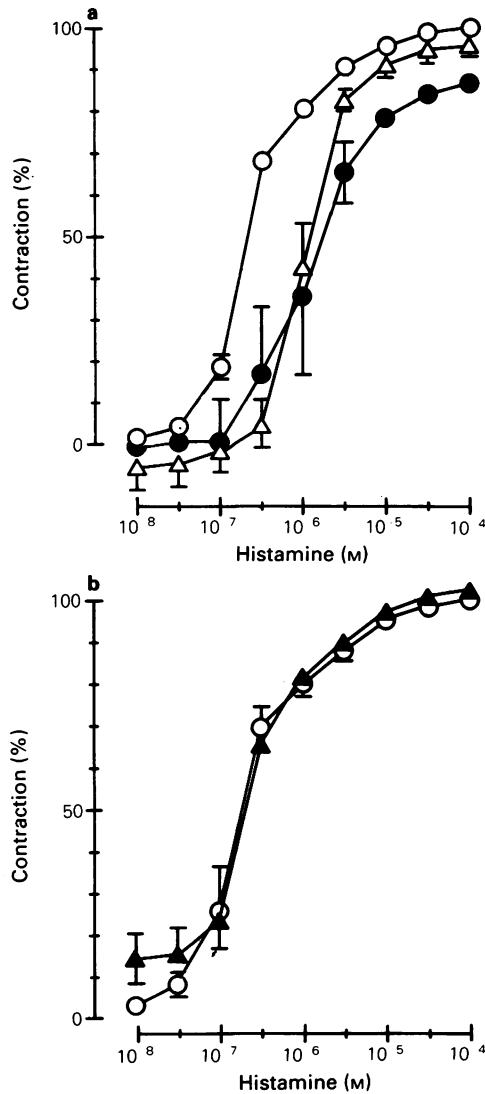 a
100
50
0
Contraction (%)
10⁻⁸ 10⁻⁷ 10⁻⁶ 10⁻⁵ 10⁻⁴
Histamine (M)
b
100
50
0
Contraction (%)
10⁻⁸ 10⁻⁷ 10⁻⁶ 10⁻⁵ 10⁻⁴
Histamine (M)